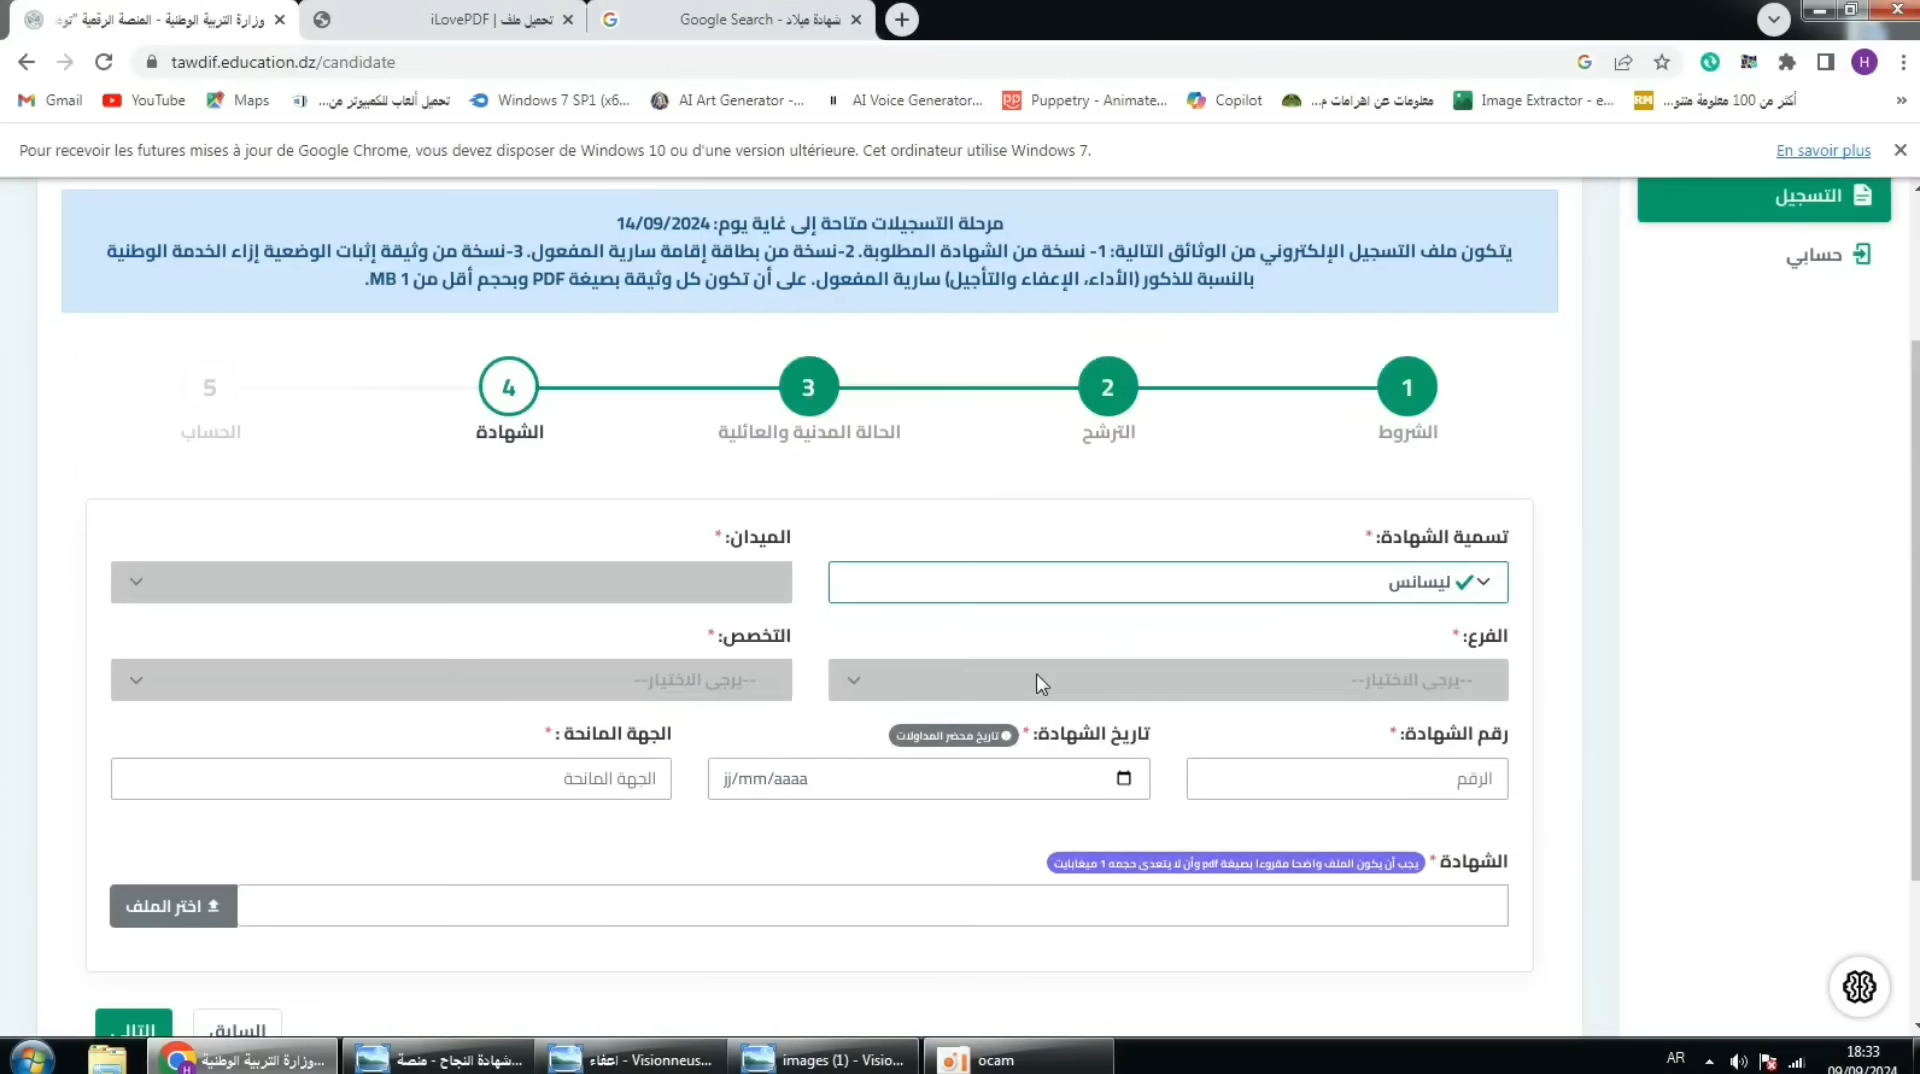 وزارة التربية الوطنية - المنصة الرقمية "تو
تحميل ملف | iLovePDF
شهادة ميلاد - Google Search
tawdif.education.dz/candidate
H
Gmail
YouTube
Maps
تحميل ألعاب للكمبيوتر من...
Windows 7 SP1 (x6...
AI Art Generator -...
AI Voice Generator...
Puppetry - Animate...
Copilot
معلومات عن اهرامات م...
Image Extractor - e...
RM
أكثر من 100 معلومة متنو...
Pour recevoir les futures mises à jour de Google Chrome, vous devez disposer de Windows 10 ou d'une version ultérieure. Cet ordinateur utilise Windows 7.
En savoir plus
التسجيل
حسابي
مرحلة التسجيلات متاحة إلى غاية يوم: 14/09/2024
يتكون ملف التسجيل الإلكتروني من الوثائق التالية: 1- نسخة من الشهادة المطلوبة. 2-نسخة من بطاقة إقامة سارية المفعول. 3-نسخة من وثيقة إثبات الوضعية إزاء الخدمة الوطنية
بالنسبة للذكور (الأداء، الإعفاء والتأجيل) سارية المفعول. على أن تكون كل وثيقة بصيغة PDF وبحجم أقل من 1 MB.
1
2
3
4
5
الشروط
الترشح
الحالة المدنية والعائلية
الشهادة
الحساب
تسمية الشهادة: *
الميدان: *
ليسانس
الفرع: *
التخصص: *
--يرجى الاختيار--
--يرجى الاختيار--
رقم الشهادة: *
تاريخ الشهادة: * تاريخ محضر المداولات
الجهة المانحة : *
الرقم
jj/mm/aaaa
الجهة المانحة
الشهادة * يجب أن يكون الملف واضحا مقروءا بصيغة pdf وأن لا يتعدى حجمه 1 ميغابايت
اختر الملف
السابق
التالي
وزارة التربية الوطنية...
شهادة النجاح - منصة...
اعفاء - Visionneus...
images (1) - Visio...
ocam
AR
18:33
09/09/2024